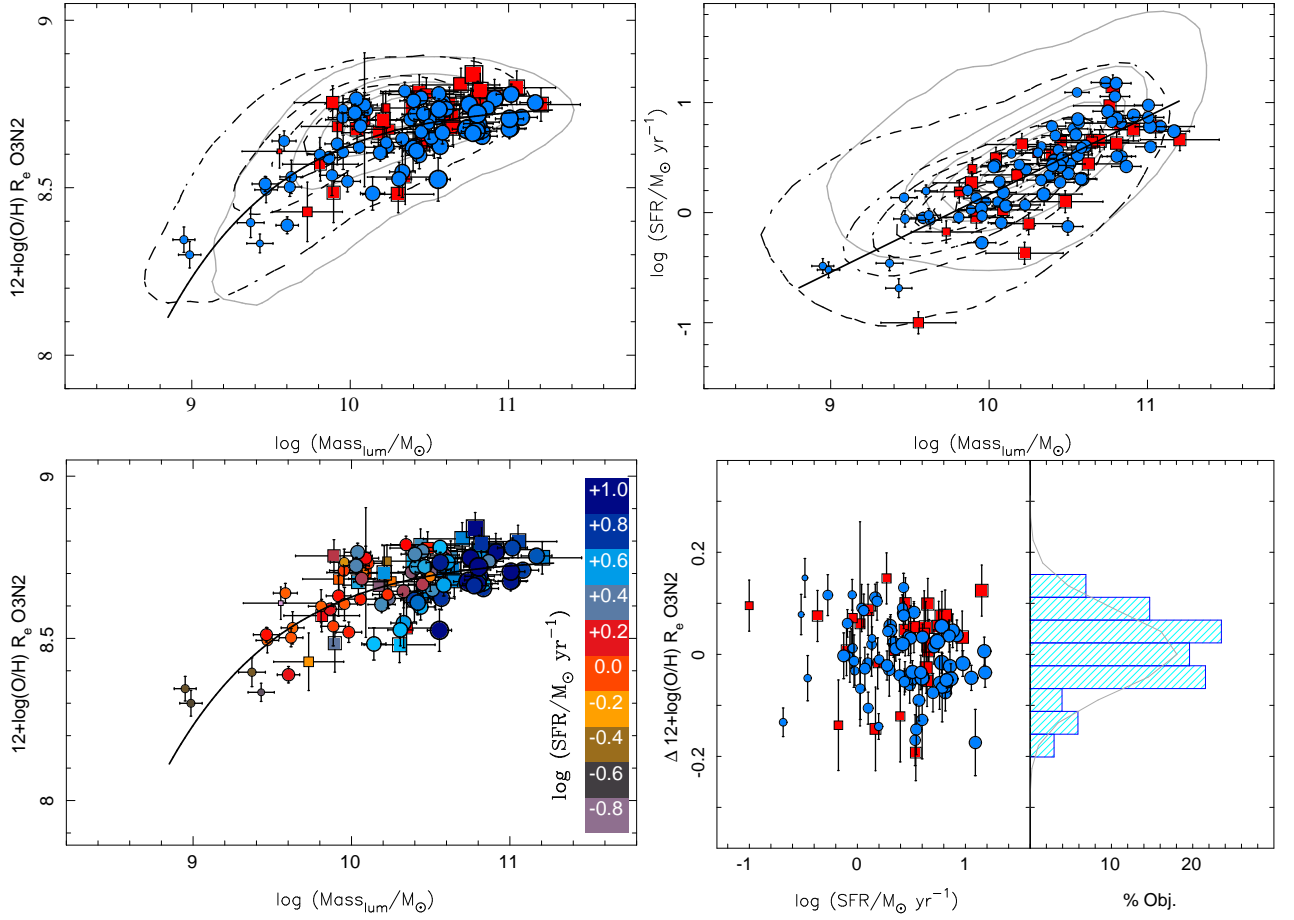 9
8.5
8
12+log(O/H) R_e O3N2
9 10 11
log (Mass_lum/M_⊙)
1
0
-1
log (SFR/M_⊙ yr⁻¹)
9 10 11
log (Mass_lum/M_⊙)
9
8.5
8
12+log(O/H) R_e O3N2
9 10 11
log (Mass_lum/M_⊙)
+1.0
+0.8
+0.6
+0.4
+0.2
0.0
-0.2
-0.4
-0.6
-0.8
log (SFR/M_⊙ yr⁻¹)
0.2
0
-0.2
Δ 12+log(O/H) R_e O3N2
-1 0 1
log (SFR/M_⊙ yr⁻¹)
10 20
% Obj.